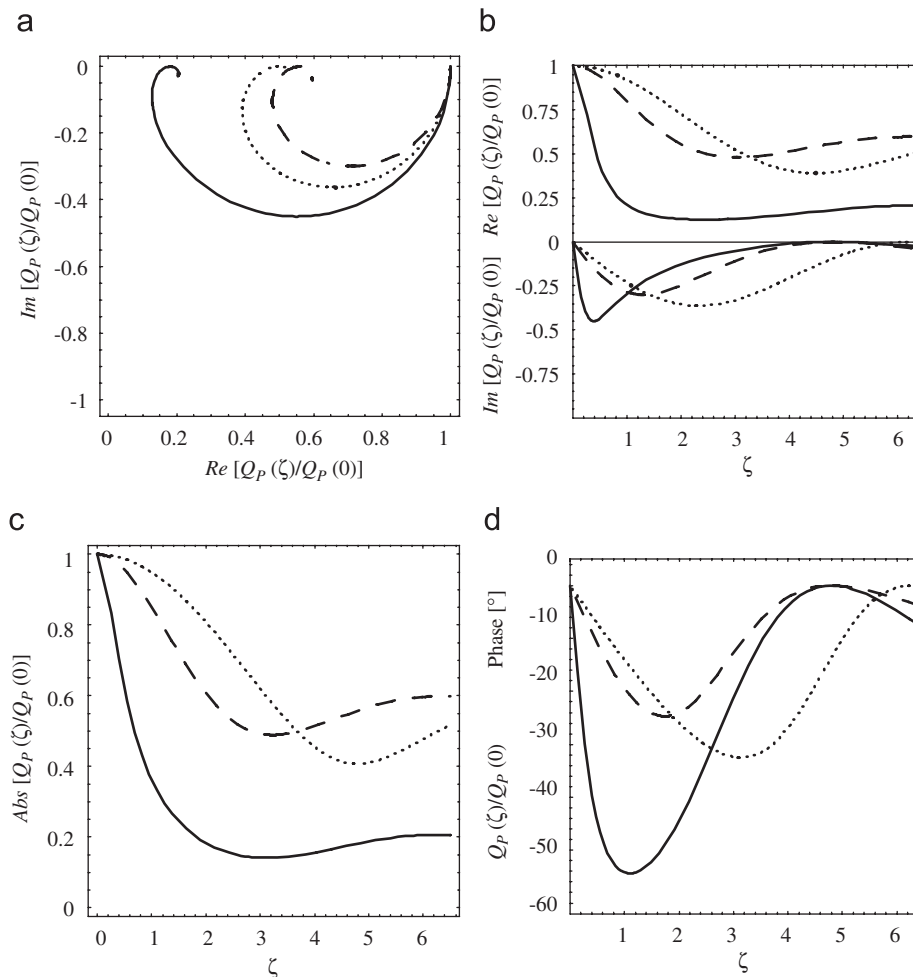 a
0
-0.2
-0.4
-0.6
-0.8
-1
Im [Q_P (ζ)/Q_P (0)]
0 0.2 0.4 0.6 0.8 1
Re [Q_P (ζ)/Q_P (0)]
b
1
0.75
0.5
0.25
0
-0.25
-0.5
-0.75
Re [Q_P (ζ)/Q_P (0)]
Im [Q_P (ζ)/Q_P (0)]
1 2 3 4 5 6
ζ
c
1
0.8
0.6
0.4
0.2
0
Abs [Q_P (ζ)/Q_P (0)]
0 1 2 3 4 5 6
ζ
d
0
-10
-20
-30
-40
-50
-60
Phase [°]
Q_P (ζ)/Q_P (0)
1 2 3 4 5 6
ζ